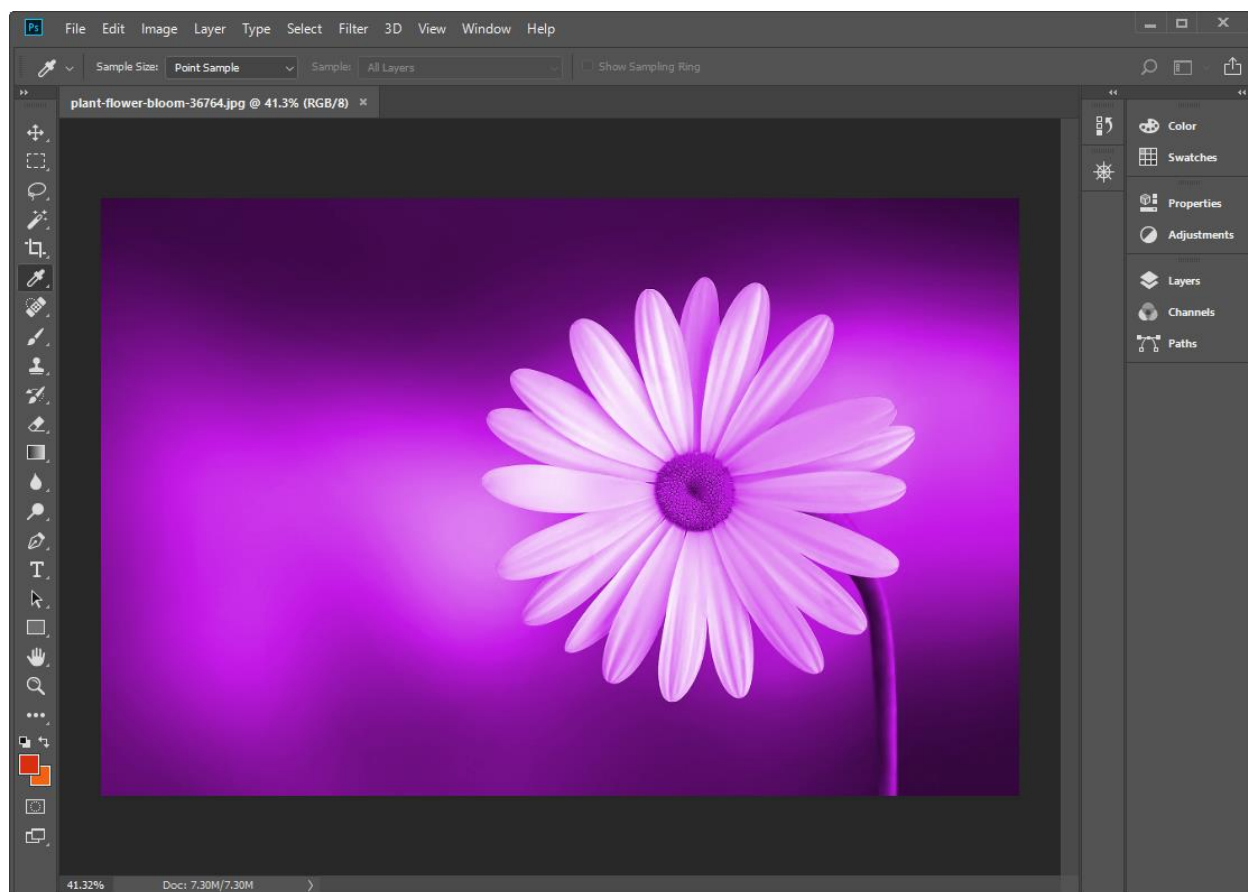 Ps File Edit Image Layer Type Select Filter 3D View Window Help
Sample Size: Point Sample Sample: All Layers Show Sampling Ring
plant-flower-bloom-36764.jpg @ 41.3% (RGB/8) ×
Color
Swatches
Properties
Adjustments
Layers
Channels
Paths
T
41.32% Doc: 7.30M/7.30M